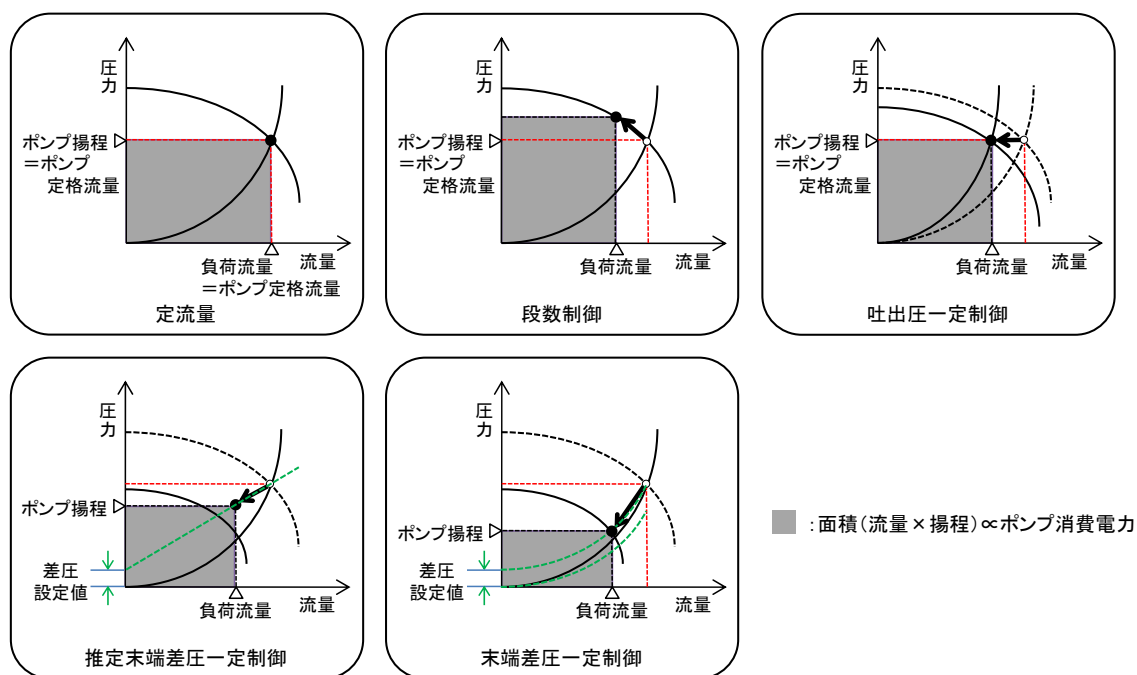 圧
力
ポンプ揚程
＝ポンプ
定格流量
負荷流量
流量
＝ポンプ定格流量
定流量
圧
力
ポンプ揚程
＝ポンプ
定格流量
負荷流量
流量
段数制御
圧
力
ポンプ揚程
＝ポンプ
定格流量
負荷流量
流量
吐出圧一定制御
圧
力
ポンプ揚程
差圧
設定値
負荷流量
流量
推定末端差圧一定制御
圧
力
ポンプ揚程
差圧
設定値
負荷流量
流量
末端差圧一定制御
：面積（流量×揚程）∝ポンプ消費電力